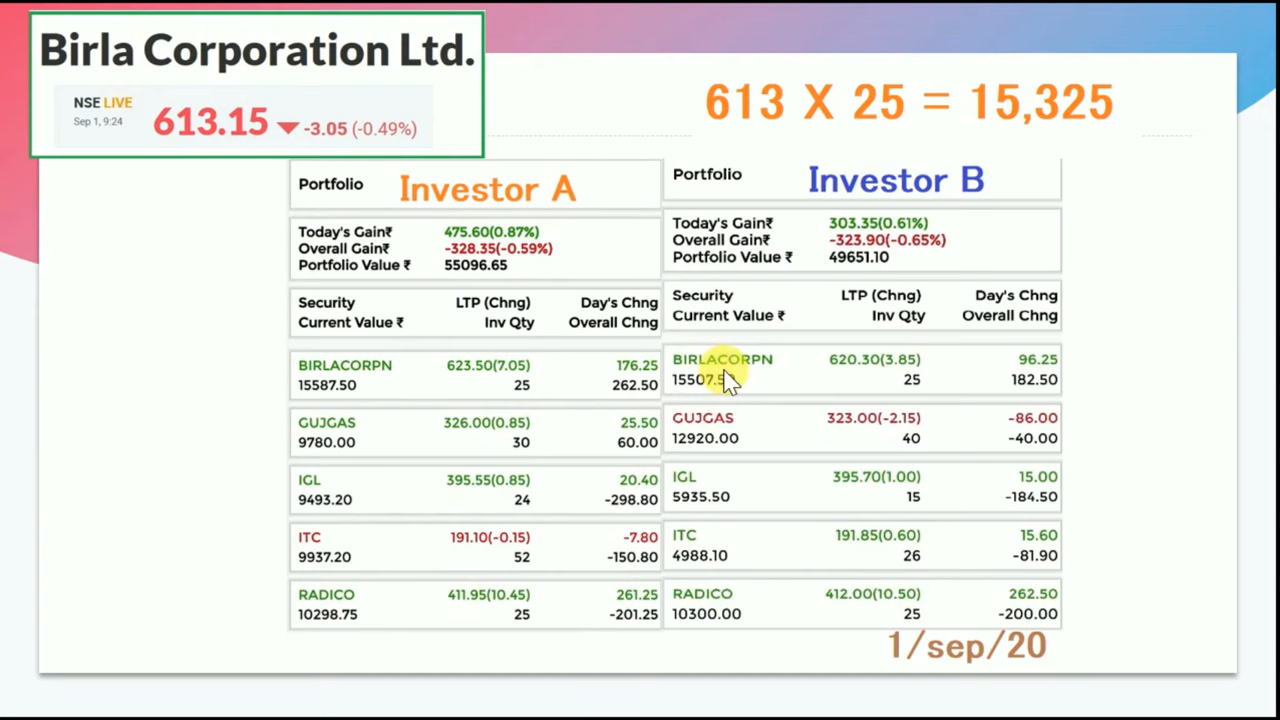 Birla Corporation Ltd.
NSE LIVE
Sep 1, 9:24
613.15 ▼ -3.05 (-0.49%)
613 X 25 = 15,325
Portfolio Investor A
Today's Gain₹ 475.60(0.87%)
Overall Gain₹ -328.35(-0.59%)
Portfolio Value ₹ 55096.65
Security LTP (Chng) Day's Chng
Current Value ₹ Inv Qty Overall Chng
BIRLACORPN 623.50(7.05) 176.25
15587.50 25 262.50
GUJGAS 326.00(0.85) 25.50
9780.00 30 60.00
IGL 395.55(0.85) 20.40
9493.20 24 -298.80
ITC 191.10(-0.15) -7.80
9937.20 52 -150.80
RADICO 411.95(10.45) 261.25
10298.75 25 -201.25
Portfolio Investor B
Today's Gain₹ 303.35(0.61%)
Overall Gain₹ -323.90(-0.65%)
Portfolio Value ₹ 49651.10
Security LTP (Chng) Day's Chng
Current Value ₹ Inv Qty Overall Chng
BIRLACORPN 620.30(3.85) 96.25
15507.50 25 182.50
GUJGAS 323.00(-2.15) -86.00
12920.00 40 -40.00
IGL 395.70(1.00) 15.00
5935.50 15 -184.50
ITC 191.85(0.60) 15.60
4988.10 26 -81.90
RADICO 412.00(10.50) 262.50
10300.00 25 -200.00
1/sep/20